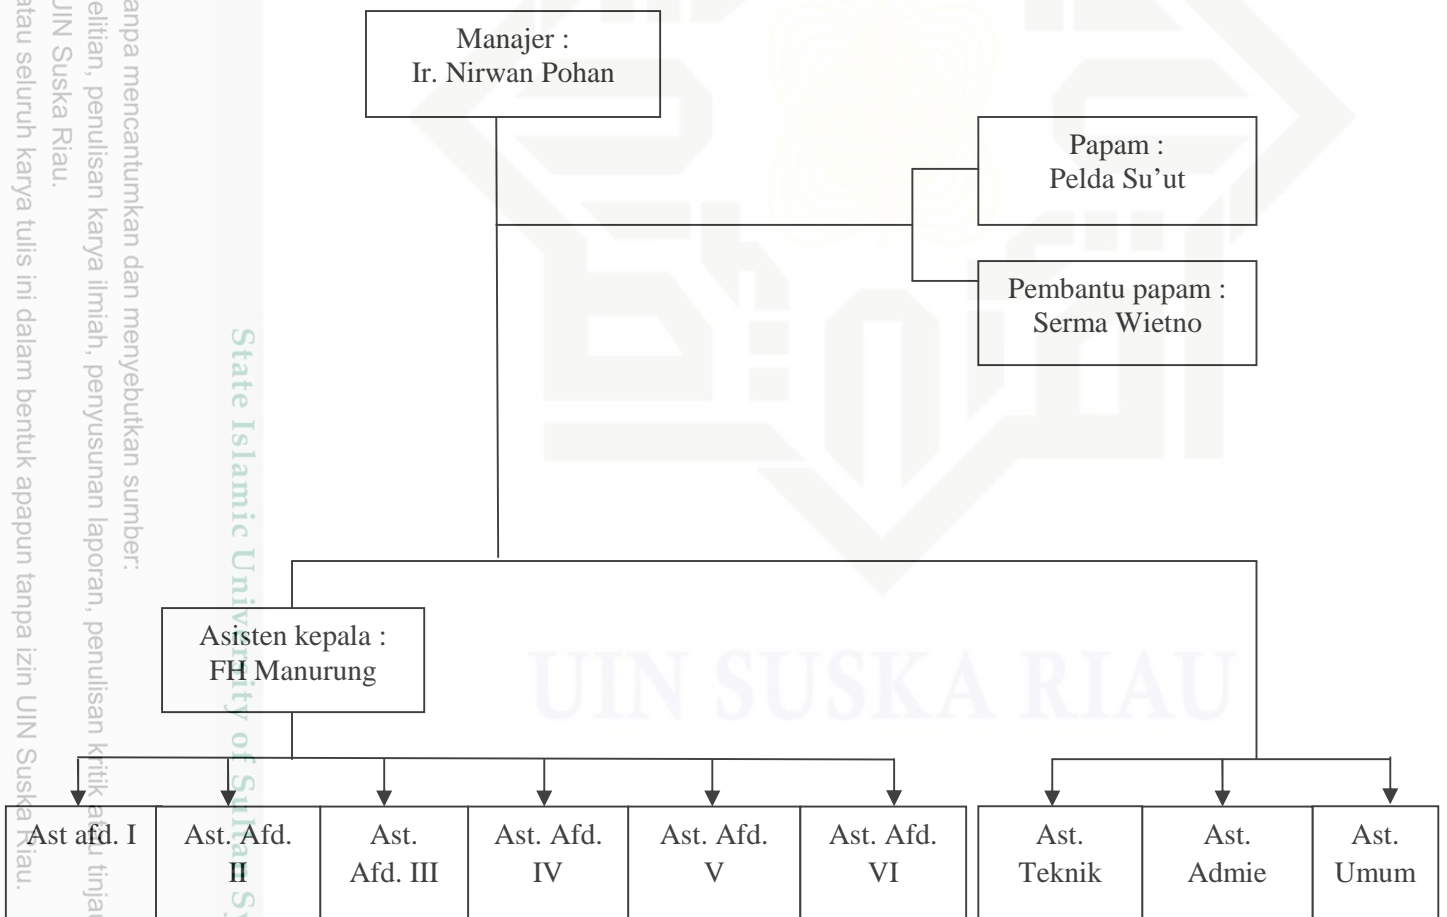 Manajer :
Ir. Nirwan Pohan
Papam :
Pelda Su’ut
Pembantu papam :
Serma Wietno
Asisten kepala :
FH Manurung
Ast afd. I
Ast. Afd.
II
Ast.
Afd. III
Ast. Afd.
IV
Ast. Afd.
V
Ast. Afd.
VI
Ast.
Teknik
Ast.
Admie
Ast.
Umum
UIN SUSKA RIAU
State Islamic University of Sultan Sy
anpa mencantumkan dan menyebutkan sumber:
elitian, penulisan karya ilmiah, penyusunan laporan, penulisan kritik atau tinjau
UIN Suska Riau.
atau seluruh karya tulis ini dalam bentuk apapun tanpa izin UIN Suska Riau.